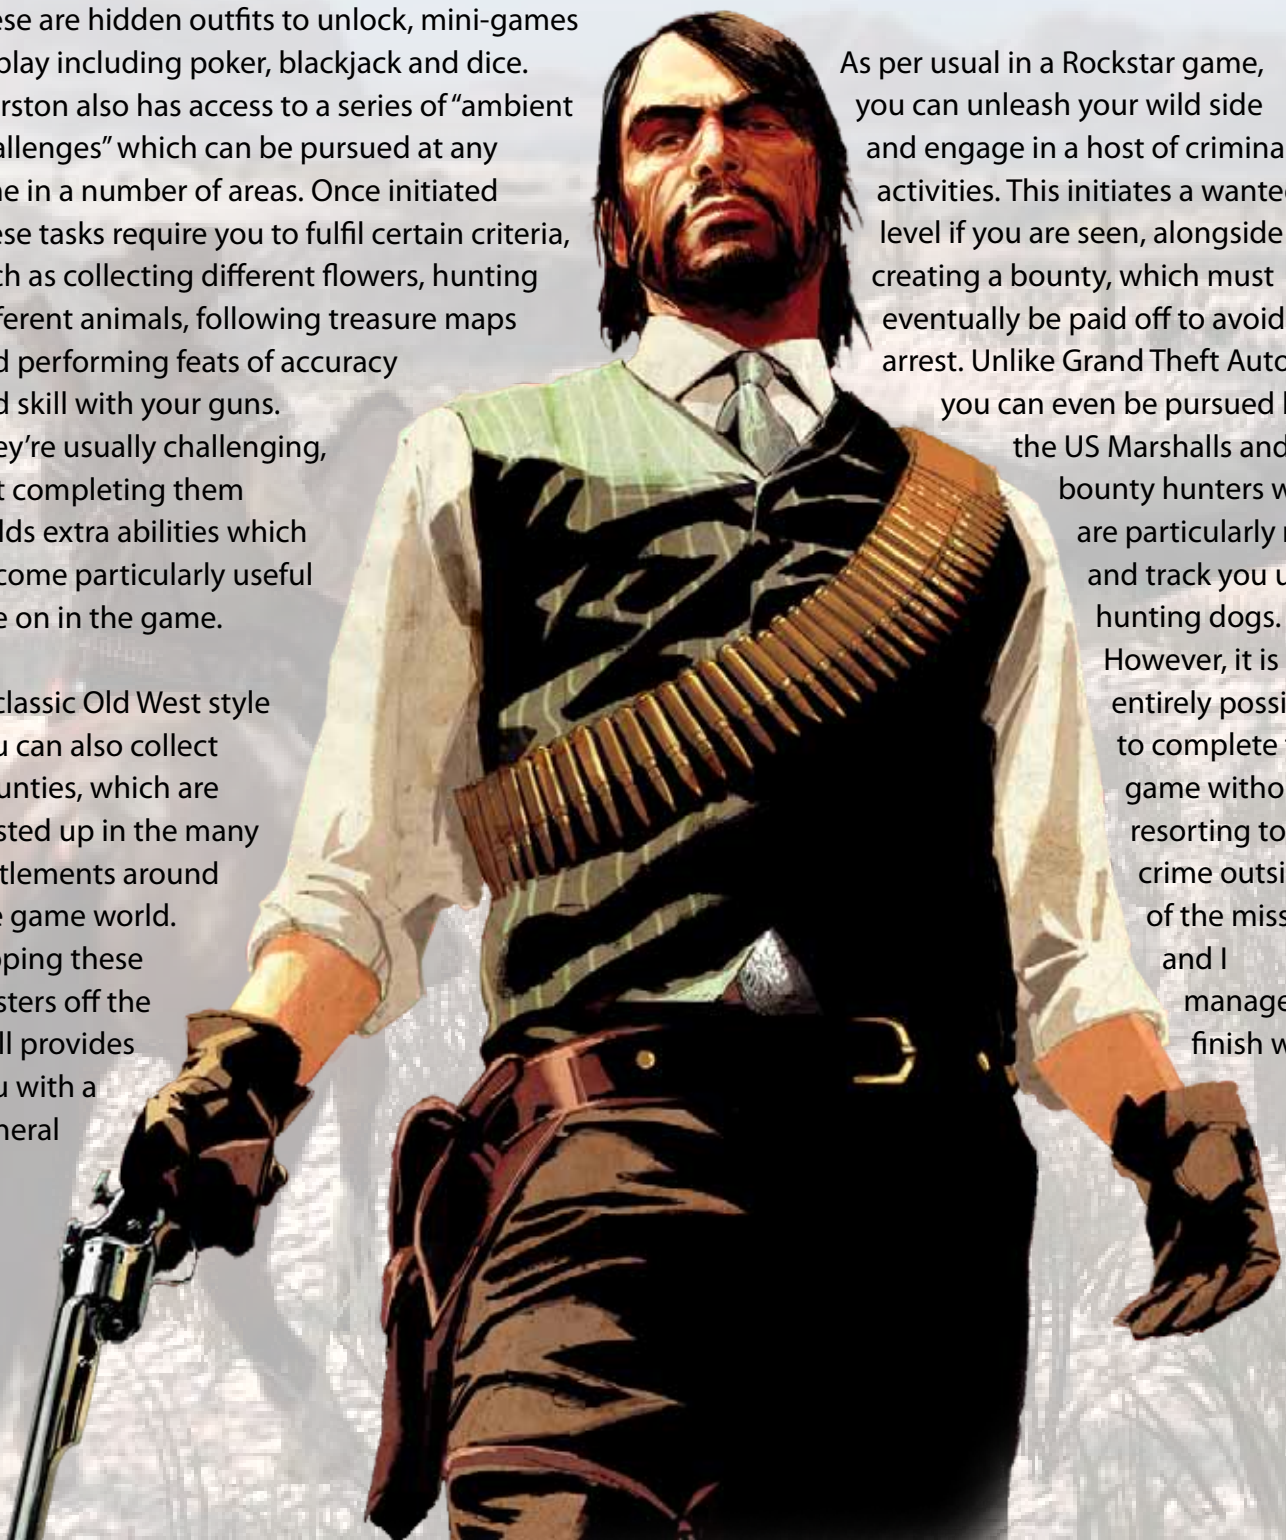 ese are hidden outfits to unlock, mini-games
play including poker, blackjack and dice.
rston also has access to a series of “ambient
allenges” which can be pursued at any
e in a number of areas. Once initiated
ese tasks require you to fulfil certain criteria,
ch as collecting different flowers, hunting
ferent animals, following treasure maps
d performing feats of accuracy
d skill with your guns.
ey’re usually challenging,
t completing them
lds extra abilities which
come particularly useful
e on in the game.
classic Old West style
u can also collect
unties, which are
sted up in the many
tlements around
e game world.
ping these
sters off the
ll provides
u with a
neral
As per usual in a Rockstar game,
you can unleash your wild side
and engage in a host of crimina
activities. This initiates a wante
level if you are seen, alongside
creating a bounty, which must
eventually be paid off to avoid
arrest. Unlike Grand Theft Auto
you can even be pursued
the US Marshalls and
bounty hunters w
are particularly
and track you u
hunting dogs.
However, it is
entirely possi
to complete
game witho
resorting to
crime outsi
of the miss
and I
manage
finish w